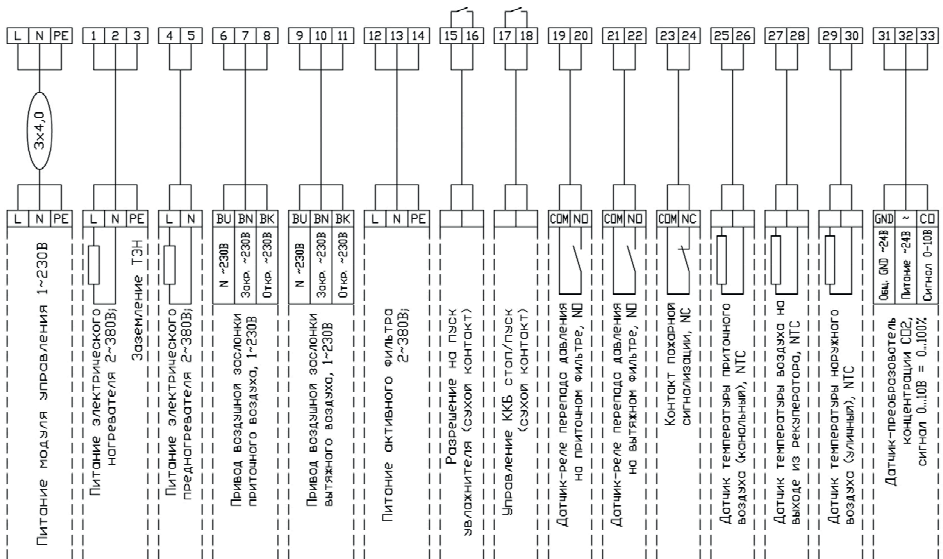 L N PE 1 2 3 4 5 6 7 8 9 10 11 12 13 14 15 16 17 18 19 20 21 22 23 24 25 26 27 28 29 30 31 32 33
3х4,0
L N PE L N PE L N BU BN BK BU BN BK L N PE COM NO COM NO COM NC GND ~ CO
Питание модуля управления 1~230В
Питание электрического
нагревателя 2~380В;
Заземление ТЭН
Питание электрического
преднагревателя 2~380В;
N ~230В
Закр. ~230В
Откр. ~230В
Привод воздушной заслонки
приточного воздуха, 1~230В
N ~230В
Закр. ~230В
Откр. ~230В
Привод воздушной заслонки
вытяжного воздуха, 1~230В
Питание активного фильтра
2~380В;
Разрешение на пуск
увлажнителя (сухой контакт)
Управление ККБ стоп/пуск
(сухой контакт)
Датчик-реле перепада давления
на приточном фильтре, NO
Датчик-реле перепада давления
на вытяжном фильтре, NO
Контакт пожарной
сигнализации, NC
Датчик температуры приточного
воздуха (канальный), NTC
Датчик температуры воздуха на
выходе из рекуператора, NTC
Датчик температуры наружного
воздуха (уличный), NTC
Общ. GND ~24В
Питание ~24В
Сигнал 0-10В
Датчик-преобразователь
концентрации CO2,
сигнал 0...10В = 0...100%